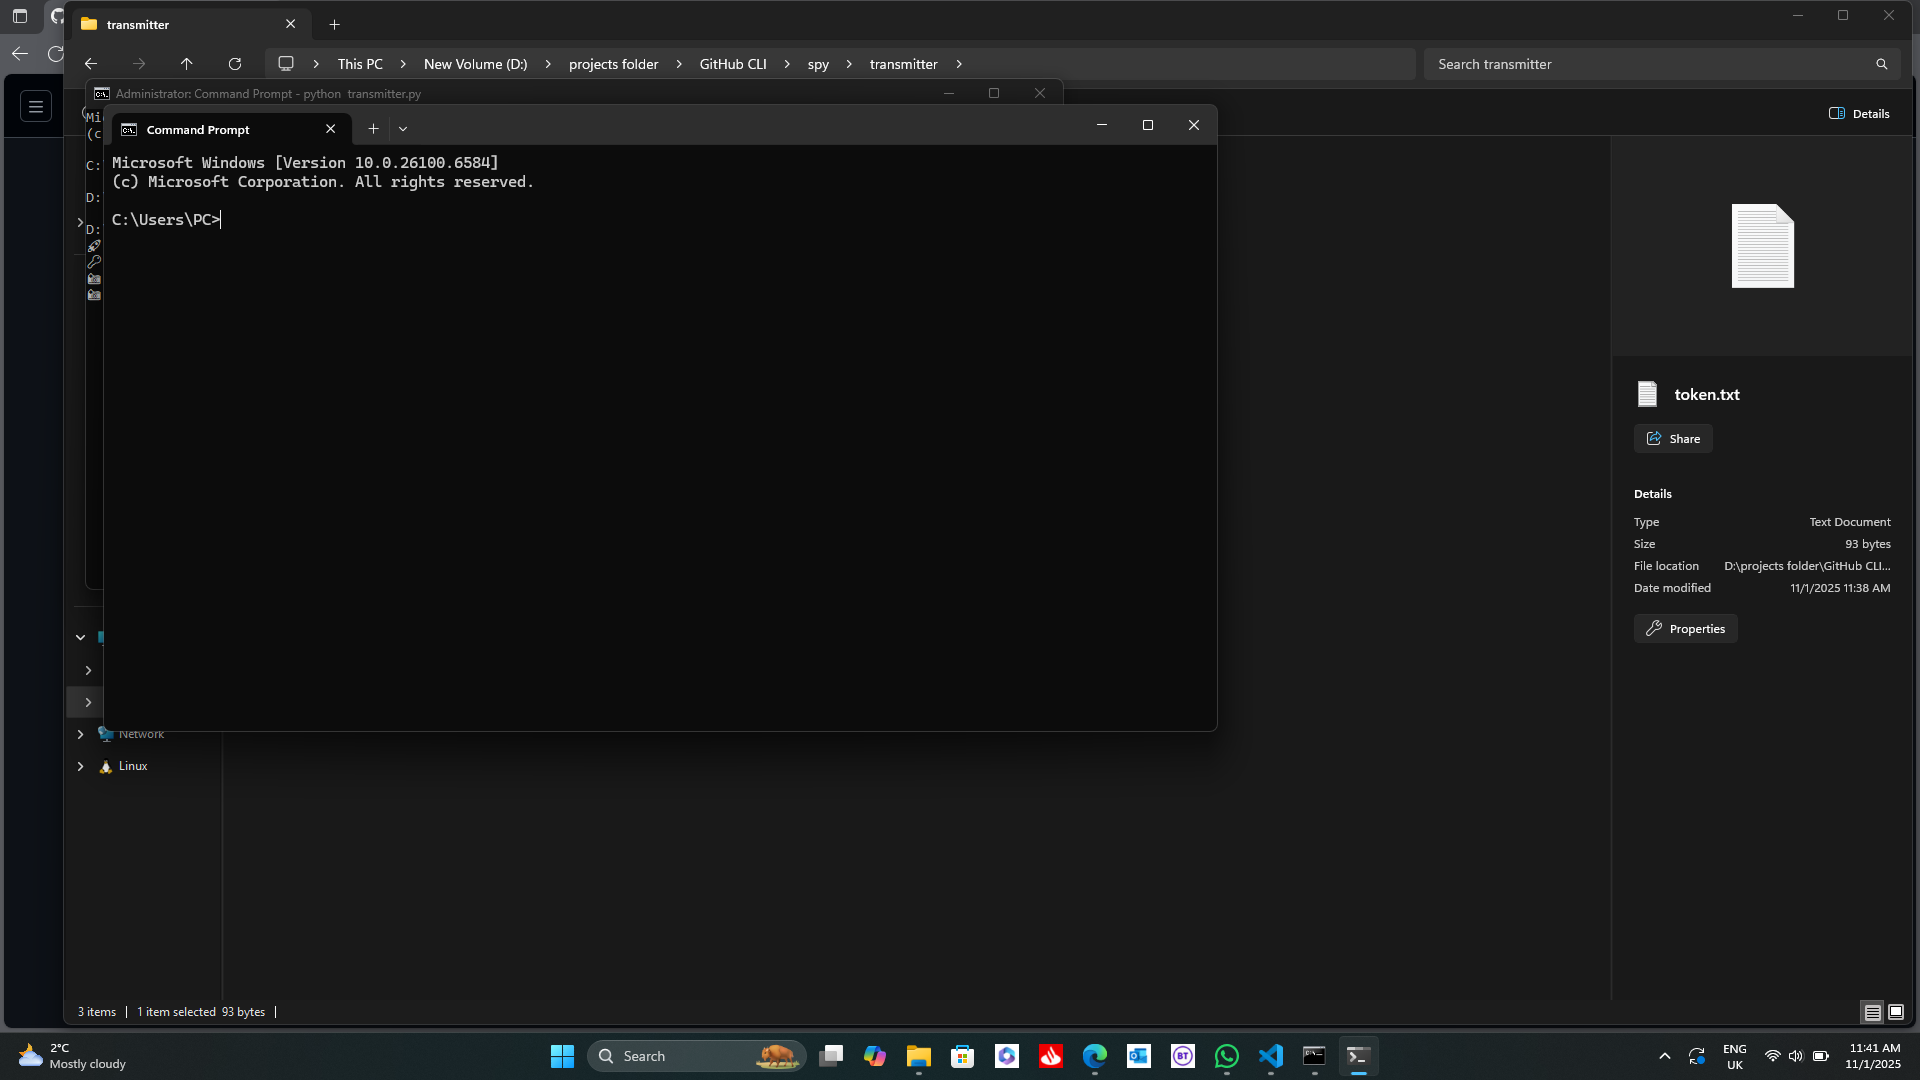 transmitter
This PC
New Volume (D:)
projects folder
GitHub CLI
spy
transmitter
Search transmitter
Administrator: Command Prompt - python  transmitter.py
Details
Command Prompt
Microsoft Windows [Version 10.0.26100.6584]
(c) Microsoft Corporation. All rights reserved.
C:\Users\PC>
Mi
(c
C:
D:
D:
token.txt
Share
Details
Type Text Document
Size 93 bytes
File location D:\projects folder\GitHub CLI...
Date modified 11/1/2025 11:38 AM
Properties
Network
Linux
3 items 1 item selected 93 bytes
2°C
Mostly cloudy
Search
BT
ENG
UK
11:41 AM
11/1/2025